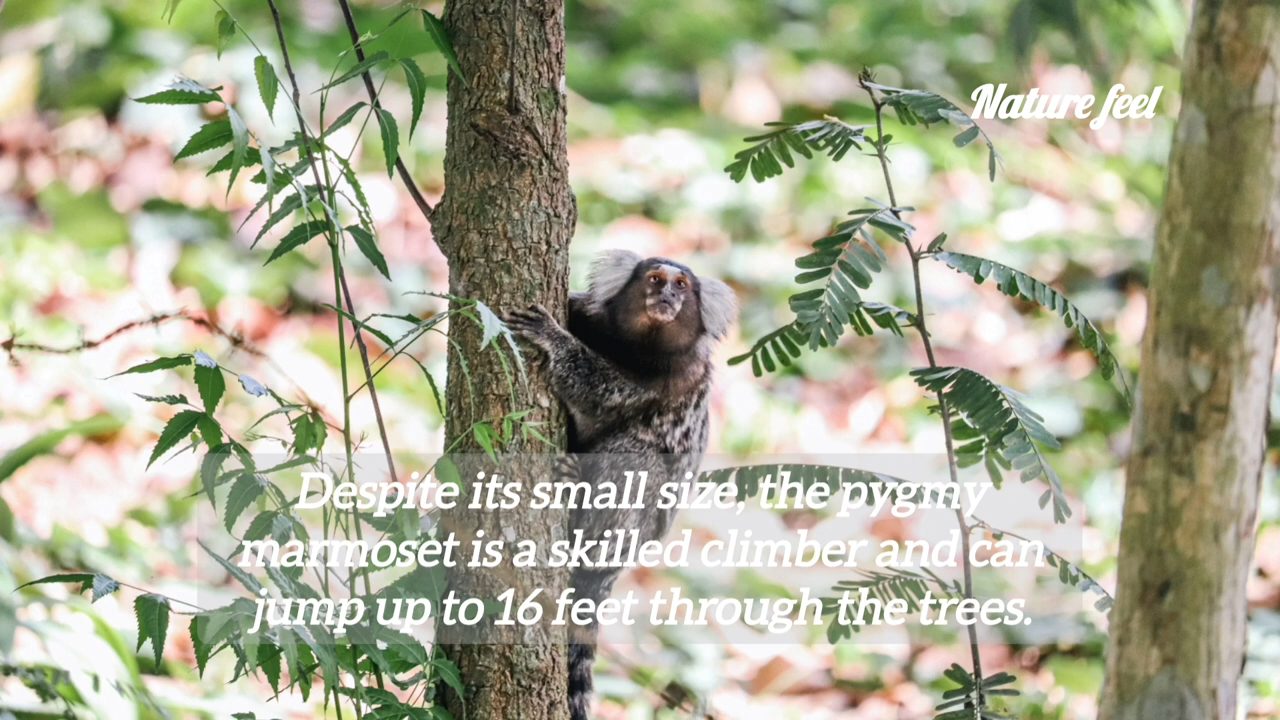 Nature feel
Despite its small size, the pygmy
marmoset is a skilled climber and can
jump up to 16 feet through the trees.